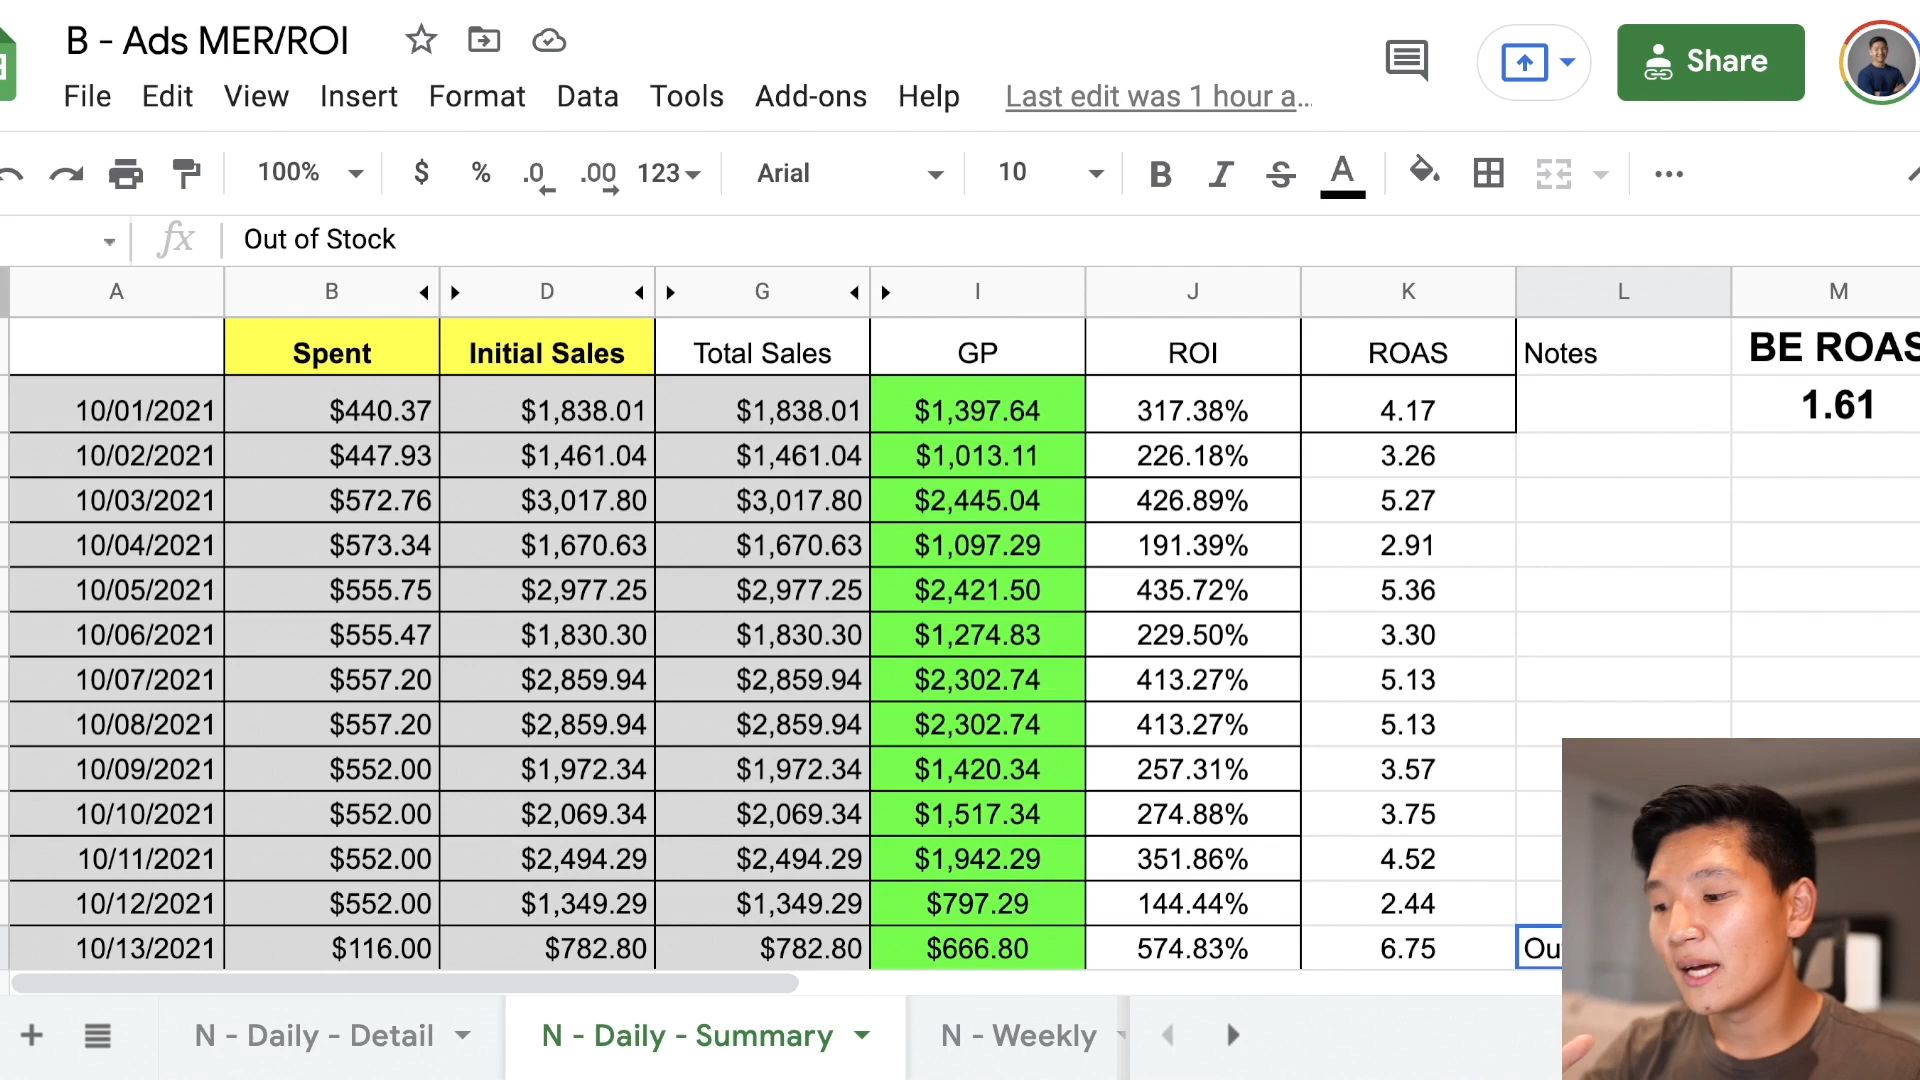 B - Ads MER/ROI
File Edit View Insert Format Data Tools Add-ons Help Last edit was 1 hour a...
Share
100% $ % .0 .00 123 Arial 10 B I S A ...
fx Out of Stock
A B D G I J K L M
Spent Initial Sales Total Sales GP ROI ROAS Notes BE ROAS
10/01/2021 $440.37 $1,838.01 $1,838.01 $1,397.64 317.38% 4.17 1.61
10/02/2021 $447.93 $1,461.04 $1,461.04 $1,013.11 226.18% 3.26
10/03/2021 $572.76 $3,017.80 $3,017.80 $2,445.04 426.89% 5.27
10/04/2021 $573.34 $1,670.63 $1,670.63 $1,097.29 191.39% 2.91
10/05/2021 $555.75 $2,977.25 $2,977.25 $2,421.50 435.72% 5.36
10/06/2021 $555.47 $1,830.30 $1,830.30 $1,274.83 229.50% 3.30
10/07/2021 $557.20 $2,859.94 $2,859.94 $2,302.74 413.27% 5.13
10/08/2021 $557.20 $2,859.94 $2,859.94 $2,302.74 413.27% 5.13
10/09/2021 $552.00 $1,972.34 $1,972.34 $1,420.34 257.31% 3.57
10/10/2021 $552.00 $2,069.34 $2,069.34 $1,517.34 274.88% 3.75
10/11/2021 $552.00 $2,494.29 $2,494.29 $1,942.29 351.86% 4.52
10/12/2021 $552.00 $1,349.29 $1,349.29 $797.29 144.44% 2.44
10/13/2021 $116.00 $782.80 $782.80 $666.80 574.83% 6.75 Ou
N - Daily - Detail N - Daily - Summary N - Weekly